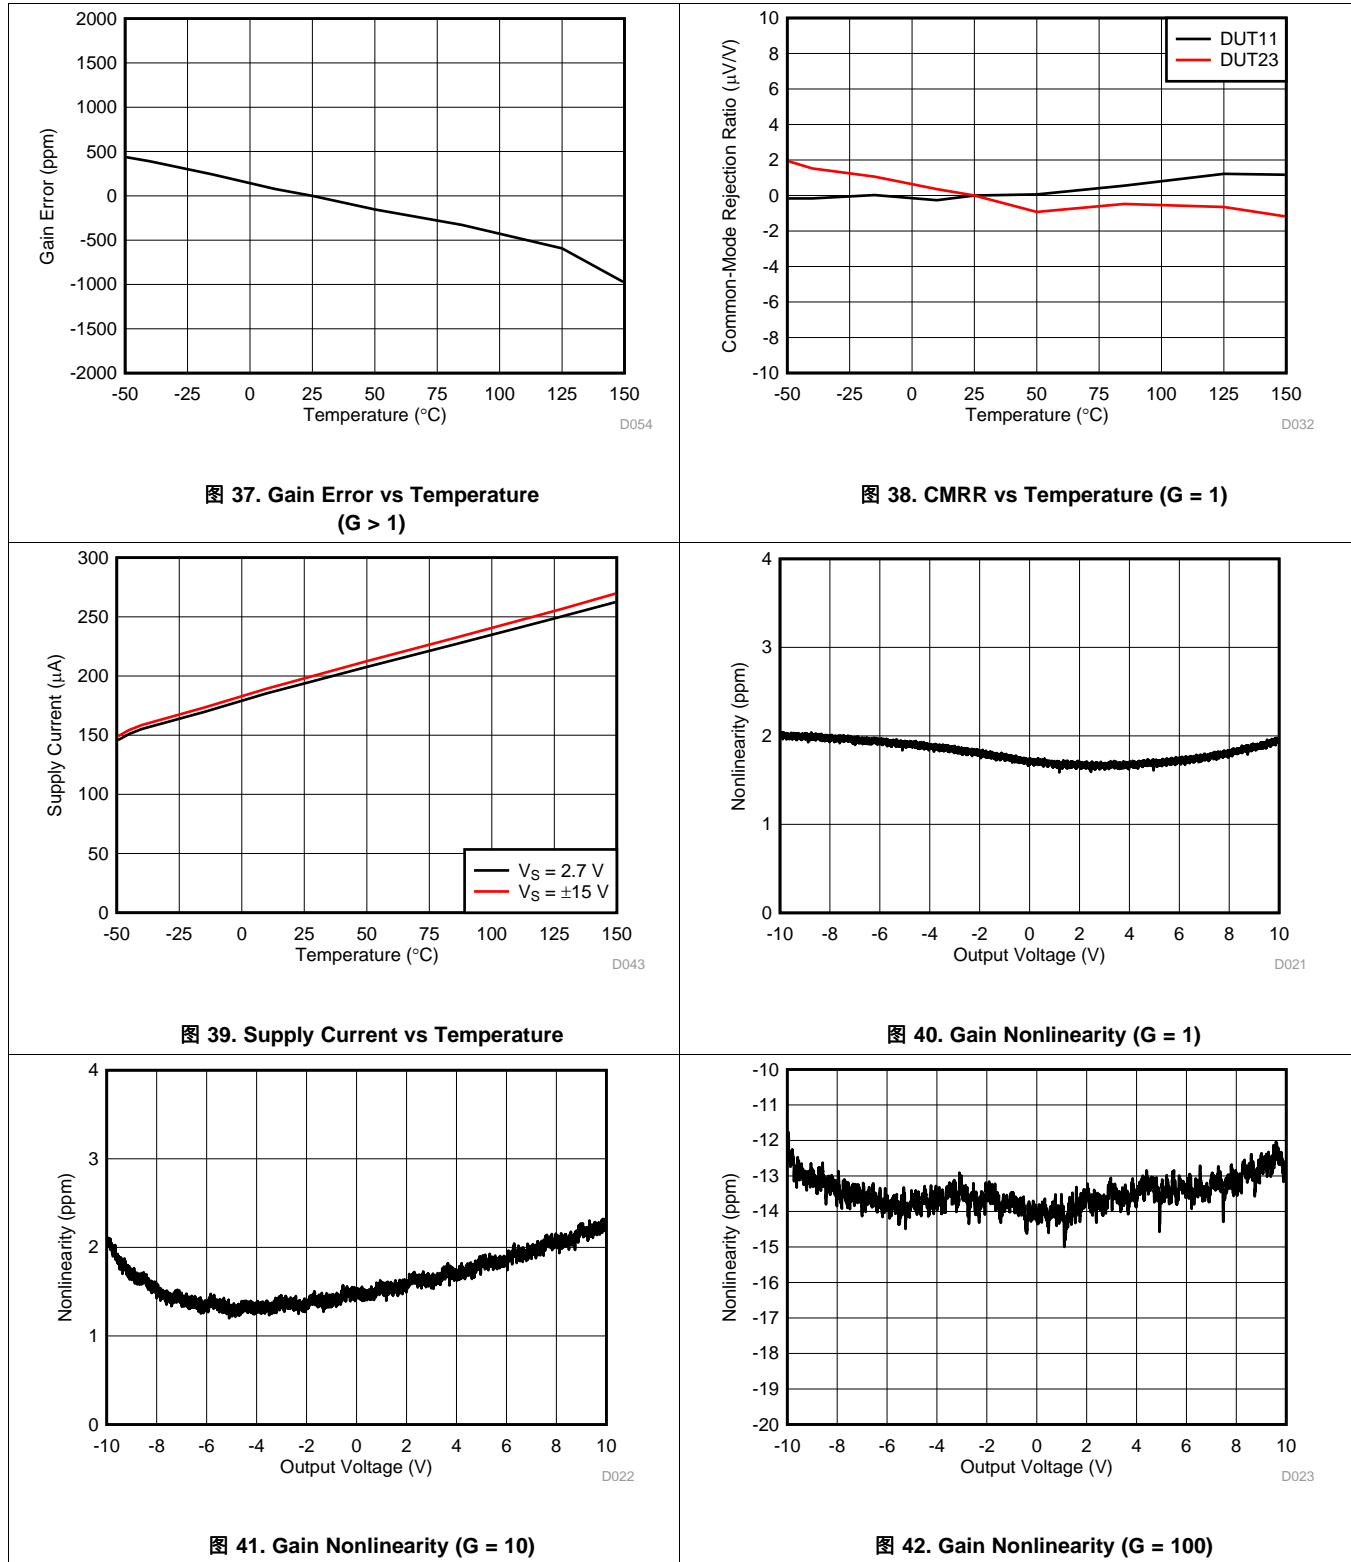 2000
1500
1000
500
0
-500
-1000
-1500
-2000
Gain Error (ppm)
-50 -25 0 25 50 75 100 125 150
Temperature (°C)
D054
图 37. Gain Error vs Temperature
(G > 1)
10
8
6
4
2
0
-2
-4
-6
-8
-10
Common-Mode Rejection Ratio (µV/V)
DUT11
DUT23
-50 -25 0 25 50 75 100 125 150
Temperature (°C)
D032
图 38. CMRR vs Temperature (G = 1)
300
250
200
150
100
50
0
Supply Current (µA)
VS = 2.7 V
VS = ±15 V
-50 -25 0 25 50 75 100 125 150
Temperature (°C)
D043
图 39. Supply Current vs Temperature
4
3
2
1
0
Nonlinearity (ppm)
-10 -8 -6 -4 -2 0 2 4 6 8 10
Output Voltage (V)
D021
图 40. Gain Nonlinearity (G = 1)
4
3
2
1
0
Nonlinearity (ppm)
-10 -8 -6 -4 -2 0 2 4 6 8 10
Output Voltage (V)
D022
图 41. Gain Nonlinearity (G = 10)
-10
-11
-12
-13
-14
-15
-16
-17
-18
-19
-20
Nonlinearity (ppm)
-10 -8 -6 -4 -2 0 2 4 6 8 10
Output Voltage (V)
D023
图 42. Gain Nonlinearity (G = 100)